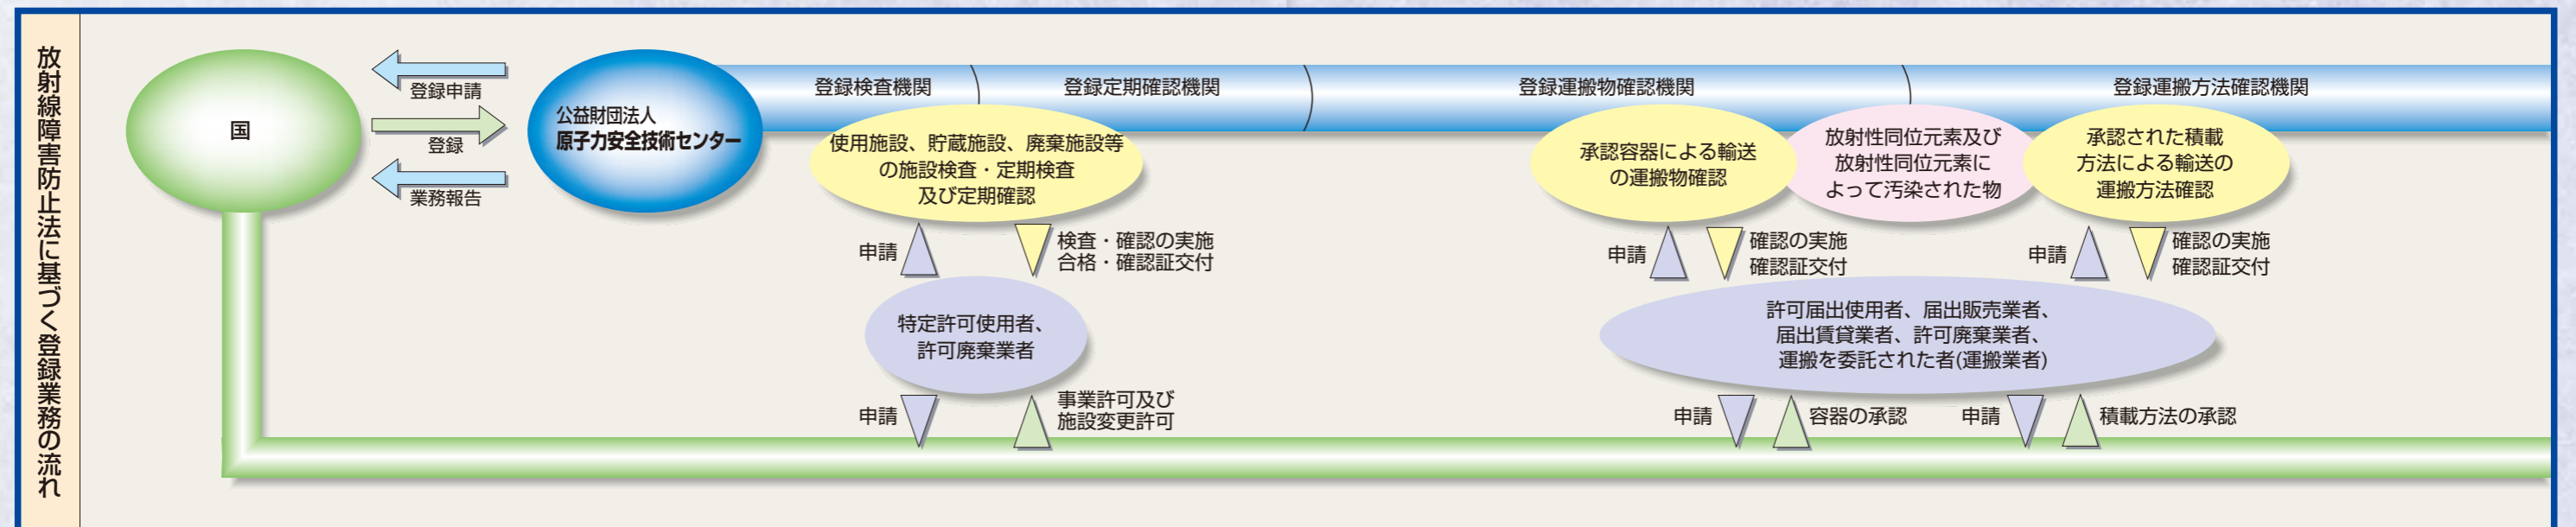 放射線障害防止法に基づく登録業務の流れ
国
登録申請
登録
業務報告
公益財団法人
原子力安全技術センター
登録検査機関
登録定期確認機関
登録運搬物確認機関
登録運搬方法確認機関
使用施設、貯蔵施設、廃棄施設等
の施設検査・定期検査
及び定期確認
承認容器による輸送
の運搬物確認
放射性同位元素及び
放射性同位元素に
よって汚染された物
承認された積載
方法による輸送の
運搬方法確認
申請
検査・確認の実施
合格・確認証交付
申請
確認の実施
確認証交付
申請
確認の実施
確認証交付
特定許可使用者、
許可廃棄業者
許可届出使用者、届出販売業者、
届出賃貸業者、許可廃棄業者、
運搬を委託された者(運搬業者)
申請
事業許可及び
施設変更許可
申請
容器の承認
申請
積載方法の承認